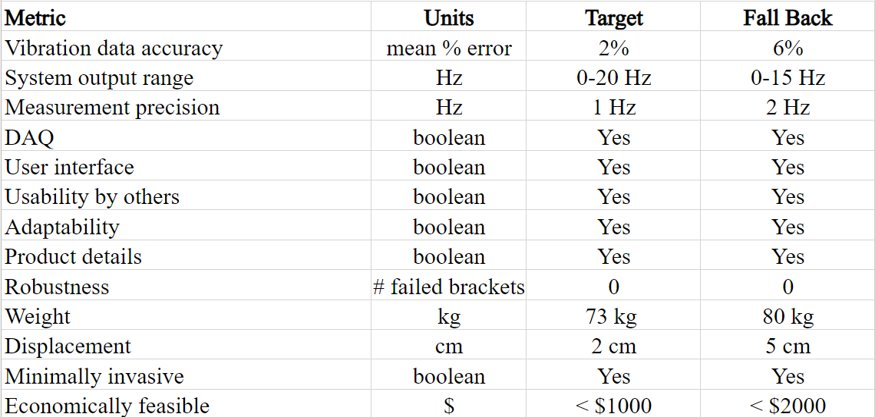 Metric Units Target Fall Back
Vibration data accuracy mean % error 2% 6%
System output range Hz 0-20 Hz 0-15 Hz
Measurement precision Hz 1 Hz 2 Hz
DAQ boolean Yes Yes
User interface boolean Yes Yes
Usability by others boolean Yes Yes
Adaptability boolean Yes Yes
Product details boolean Yes Yes
Robustness # failed brackets 0 0
Weight kg 73 kg 80 kg
Displacement cm 2 cm 5 cm
Minimally invasive boolean Yes Yes
Economically feasible $ < $1000 < $2000